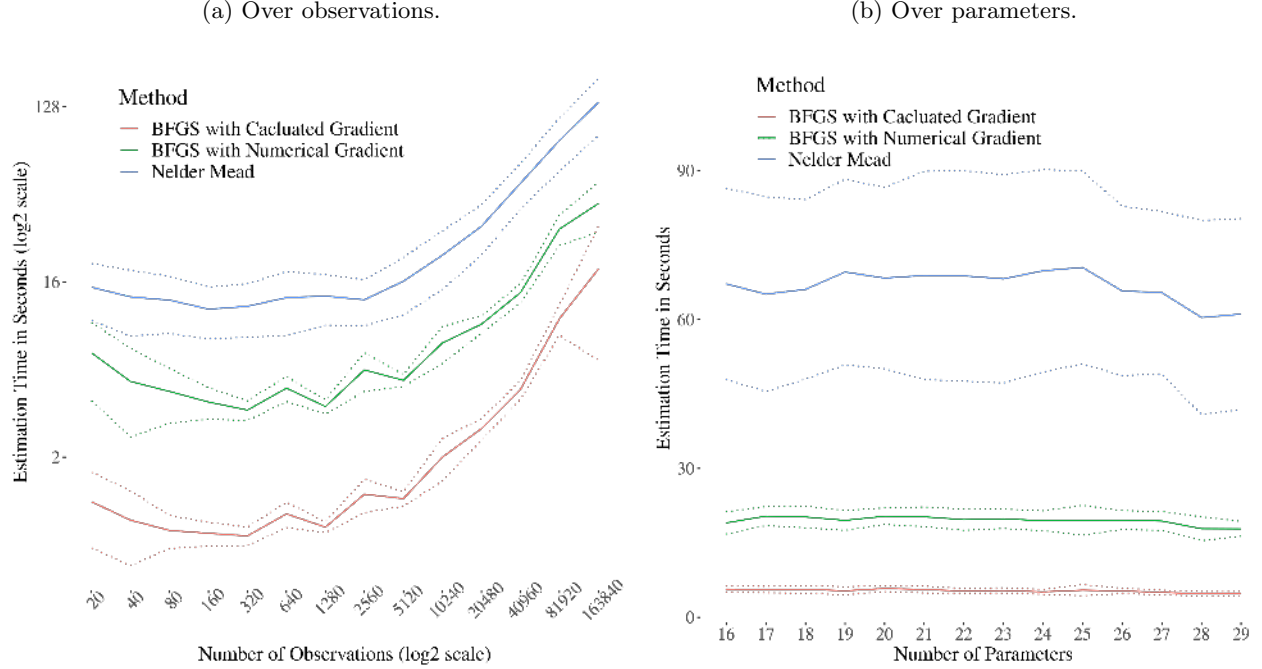 (a) Over observations.
Method
BFGS with Cacluated Gradient
BFGS with Numerical Gradient
Nelder Mead
128
16
2
Estimation Time in Seconds (log2 scale)
20 40 80 160 320 640 1280 2560 5120 10240 20480 40960 81920 163840
Number of Observations (log2 scale)
(b) Over parameters.
Method
BFGS with Cacluated Gradient
BFGS with Numerical Gradient
Nelder Mead
90
60
30
0
Estimation Time in Seconds
16 17 18 19 20 21 22 23 24 25 26 27 28 29
Number of Parameters